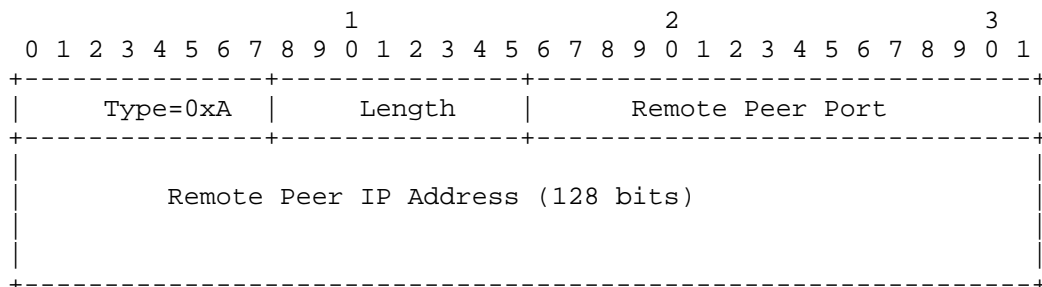 1                   2                   3
 0 1 2 3 4 5 6 7 8 9 0 1 2 3 4 5 6 7 8 9 0 1 2 3 4 5 6 7 8 9 0 1
+---------------+---------------+-------------------------------+
|     Type=0xA  |     Length    |      Remote Peer Port         |
+---------------+---------------+-------------------------------+
|                                                               |
|         Remote Peer IP Address (128 bits)                     |
|                                                               |
|                                                               |
+---------------------------------------------------------------+